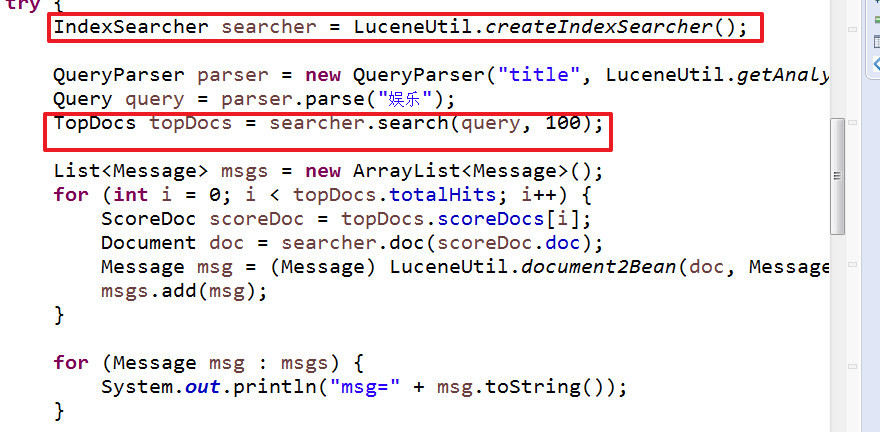 try {
IndexSearcher searcher = LuceneUtil.createIndexSearcher();
QueryParser parser = new QueryParser("title", LuceneUtil.getAnaly
Query query = parser.parse("娱乐");
TopDocs topDocs = searcher.search(query, 100);
List<Message> msgs = new ArrayList<Message>();
for (int i = 0; i < topDocs.totalHits; i++) {
ScoreDoc scoreDoc = topDocs.scoreDocs[i];
Document doc = searcher.doc(scoreDoc.doc);
Message msg = (Message) LuceneUtil.document2Bean(doc, Message
msgs.add(msg);
}
for (Message msg : msgs) {
System.out.println("msg=" + msg.toString());
}